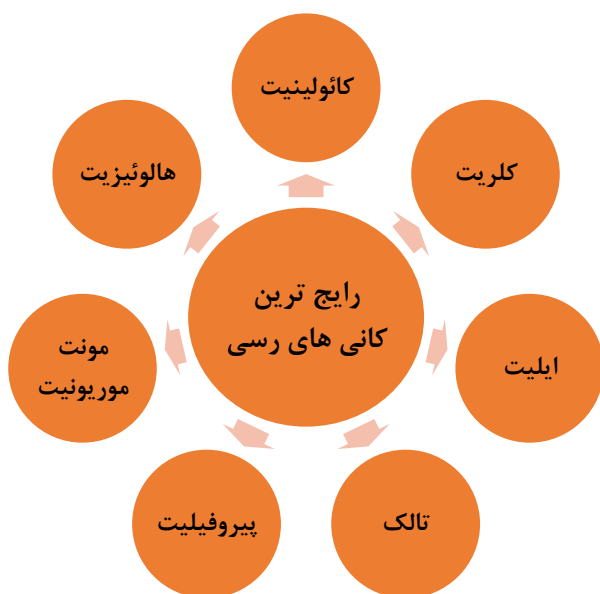 رایج ترین
کانی های رسی
کائولینیت
کلریت
ایلیت
تالک
پیروفیلیت
مونت
موریونیت
هالوئیزیت